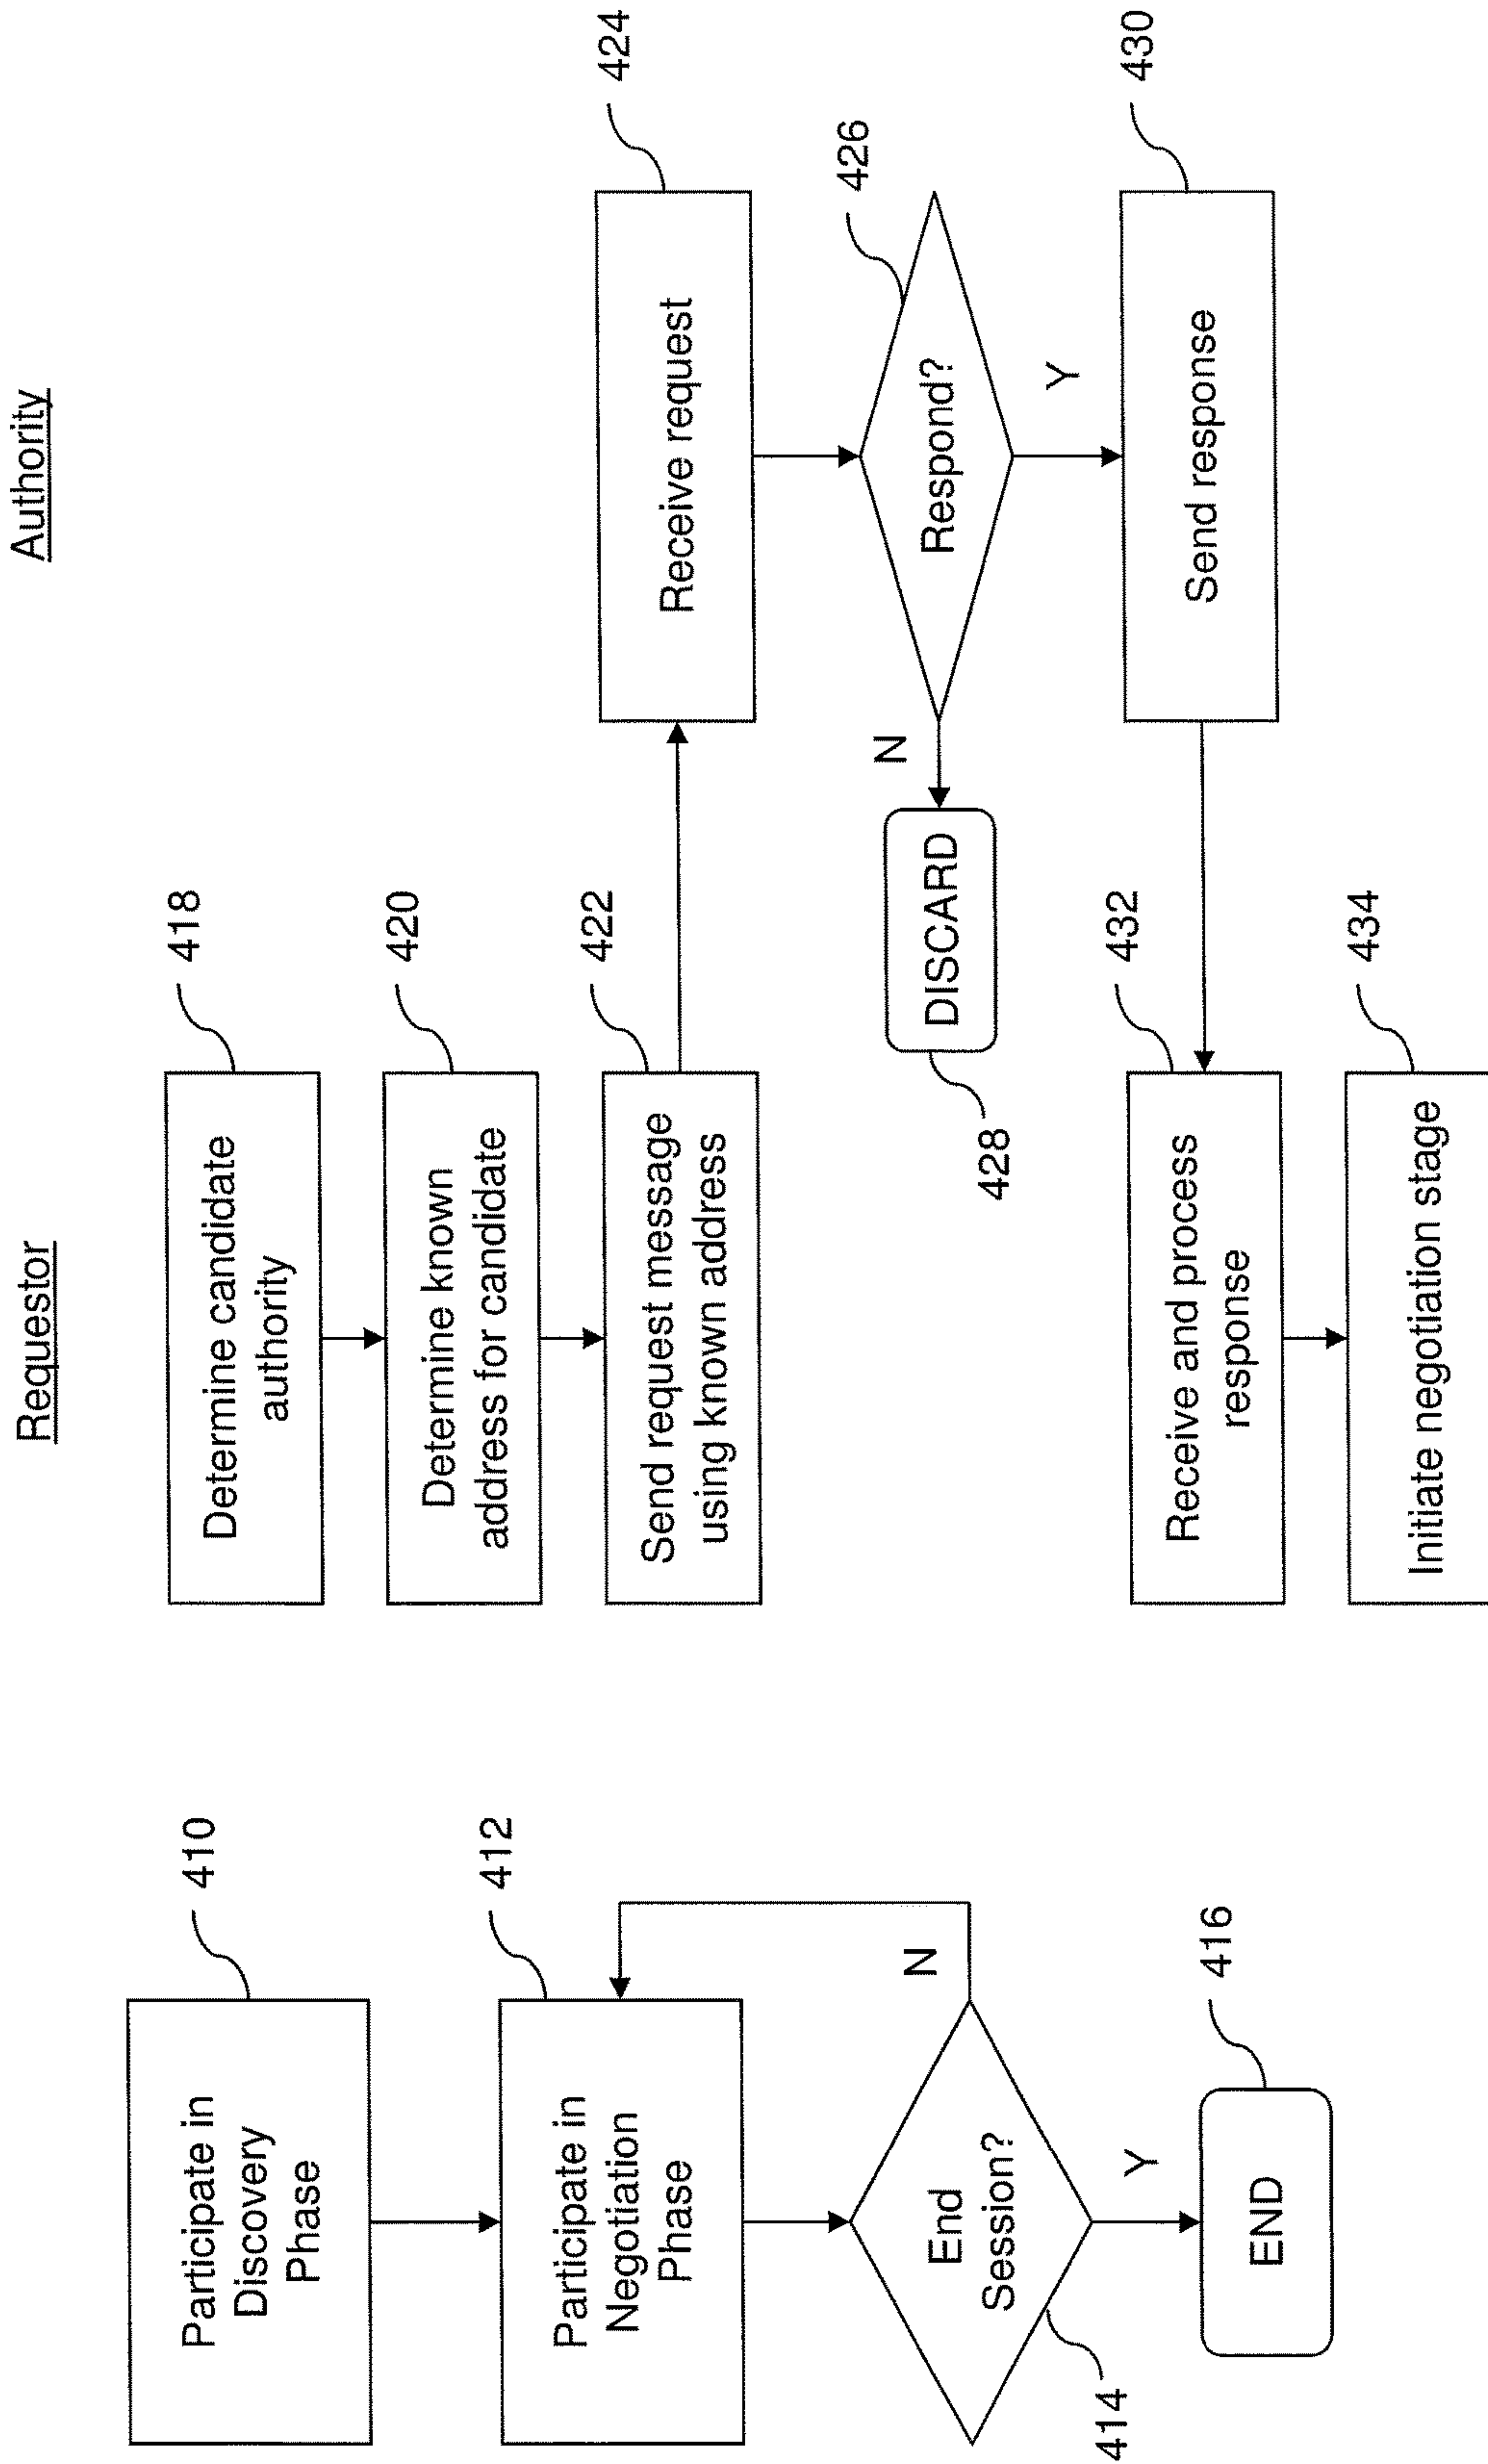 410
Participate in
Discovery
Phase
412
Participate in
Negotiation
Phase
End
Session?
N
414
Y
416
END
Requestor
Authority
418
Determine candidate
authority
420
Determine known
address for candidate
422
Send request message
using known address
424
Receive request
426
Respond?
N
DISCARD
428
Y
430
Send response
432
Receive and process
response
434
Initiate negotiation stage